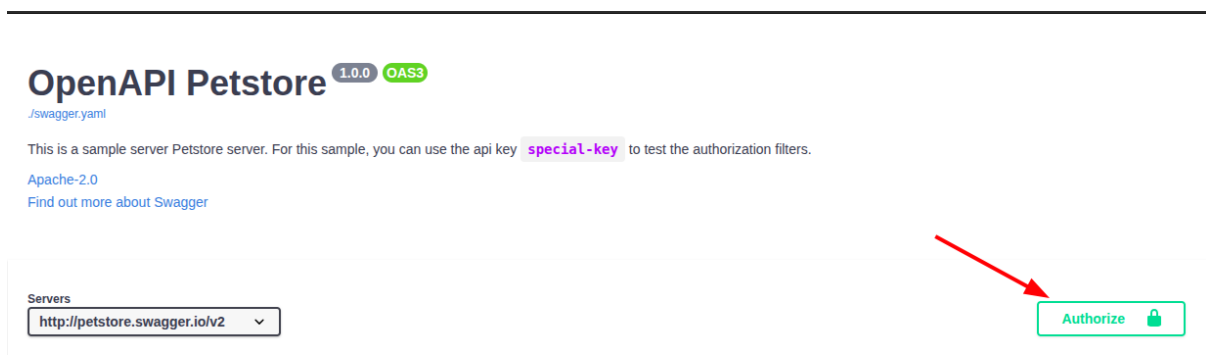 OpenAPI Petstore 1.0.0 OAS3
./swagger.yaml
This is a sample server Petstore server. For this sample, you can use the api key special-key to test the authorization filters.
Apache-2.0
Find out more about Swagger
Servers
http://petstore.swagger.io/v2
Authorize